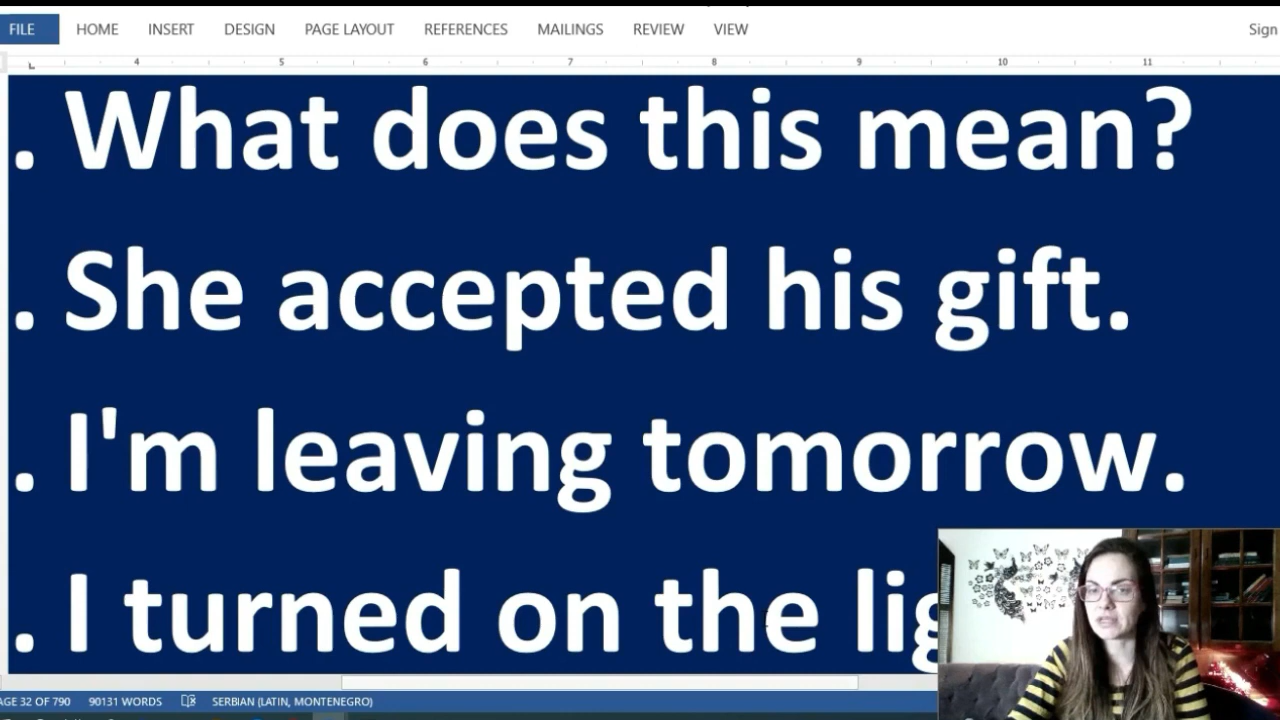 FILE HOME INSERT DESIGN PAGE LAYOUT REFERENCES MAILINGS REVIEW VIEW Sign
4 5 6 7 8 9 10 11
. What does this mean?
. She accepted his gift.
. I'm leaving tomorrow.
. I turned on the lig
AGE 32 OF 790 90131 WORDS SERBIAN (LATIN, MONTENEGRO)